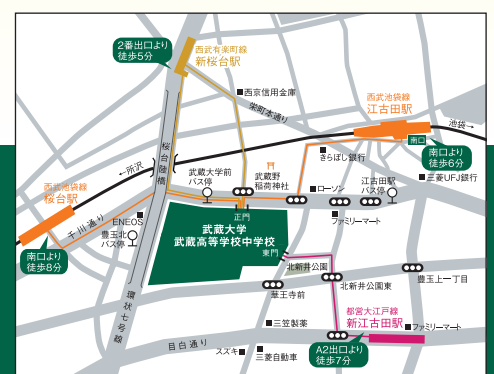 2番出口より
徒歩5分
西武有楽町線
新桜台駅
西京信用金庫
栄町本通り
西武池袋線
江古田駅
池袋→
南口
南口より
徒歩6分
きらぼし銀行
三菱UFJ銀行
桜台陸橋
←所沢
武蔵大学前
バス停
武蔵野
稲荷神社
ローソン
江古田駅
バス停
西武池袋線
桜台駅
千川通り
ENEOS
豊玉北
バス停
正門
ファミリーマート
武蔵大学
武蔵高等学校中学校
東門
南口より
徒歩8分
北新井公園
北新井公園東
豊玉上一丁目
華王寺前
環状七号線
都営大江戸線
新江古田駅
三笠製薬
ファミリーマート
目白通り
スズキ
三菱自動車
A2出口より
徒歩7分